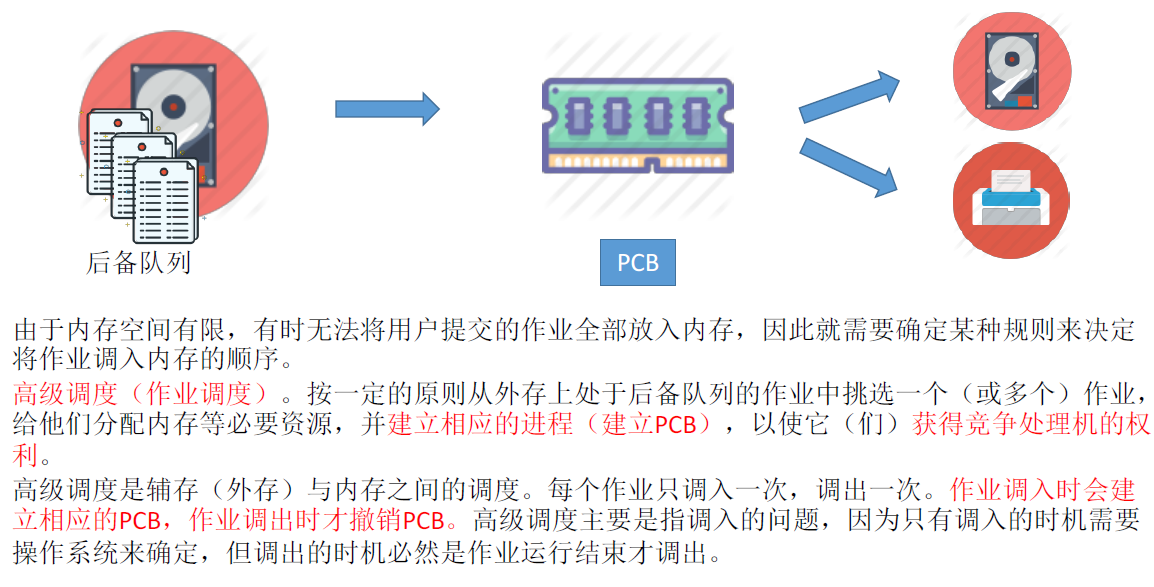 后备队列
PCB
由于内存空间有限，有时无法将用户提交的作业全部放入内存，因此就需要确定某种规则来决定
将作业调入内存的顺序。
高级调度（作业调度）。按一定的原则从外存上处于后备队列的作业中挑选一个（或多个）作业，
给他们分配内存等必要资源，并建立相应的进程（建立PCB），以使它（们）获得竞争处理机的权
利。
高级调度是辅存（外存）与内存之间的调度。每个作业只调入一次，调出一次。作业调入时会建
立相应的PCB，作业调出时才撤销PCB。高级调度主要是指调入的问题，因为只有调入的时机需要
操作系统来确定，但调出的时机必然是作业运行结束才调出。